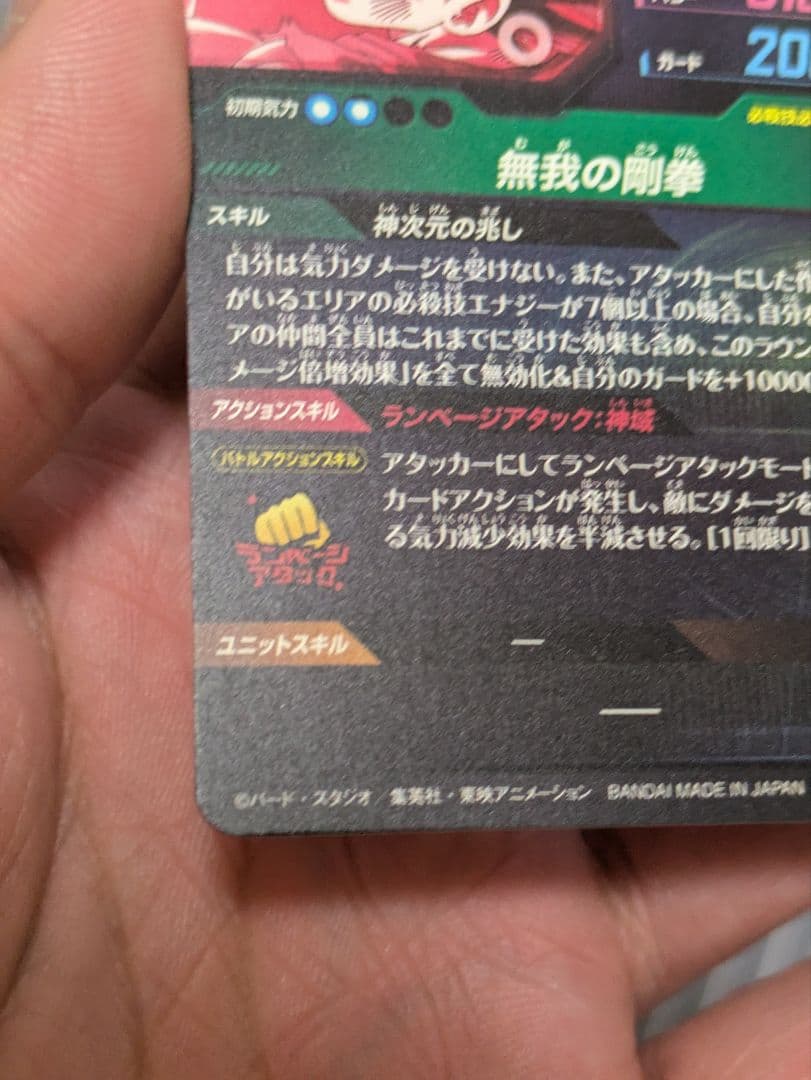 ガード 20
初期気力
必殺技必
無我の剛拳
スキル 神次元の兆し
自分は気力ダメージを受けない。また、アタッカーにした
がいるエリアの必殺技エナジーが7個以上の場合、自分
アの仲間全員はこれまでに受けた効果も含め、このラウン
メージ倍増効果」を全て無効化&自分のガードを+10000
アクションスキル ランページアタック:神域
バトルアクションスキル アタッカーにしてランページアタックモード
カードアクションが発生し、敵にダメージを
る気力減少効果を半減させる。[1回限り]
ランページ
アタック
ユニットスキル —
—
©バード・スタジオ 集英社・東映アニメーション BANDAI MADE IN JAPAN